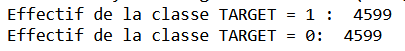 Effectif de la classe TARGET = 1 :  4599
Effectif de la classe TARGET = 0:  4599